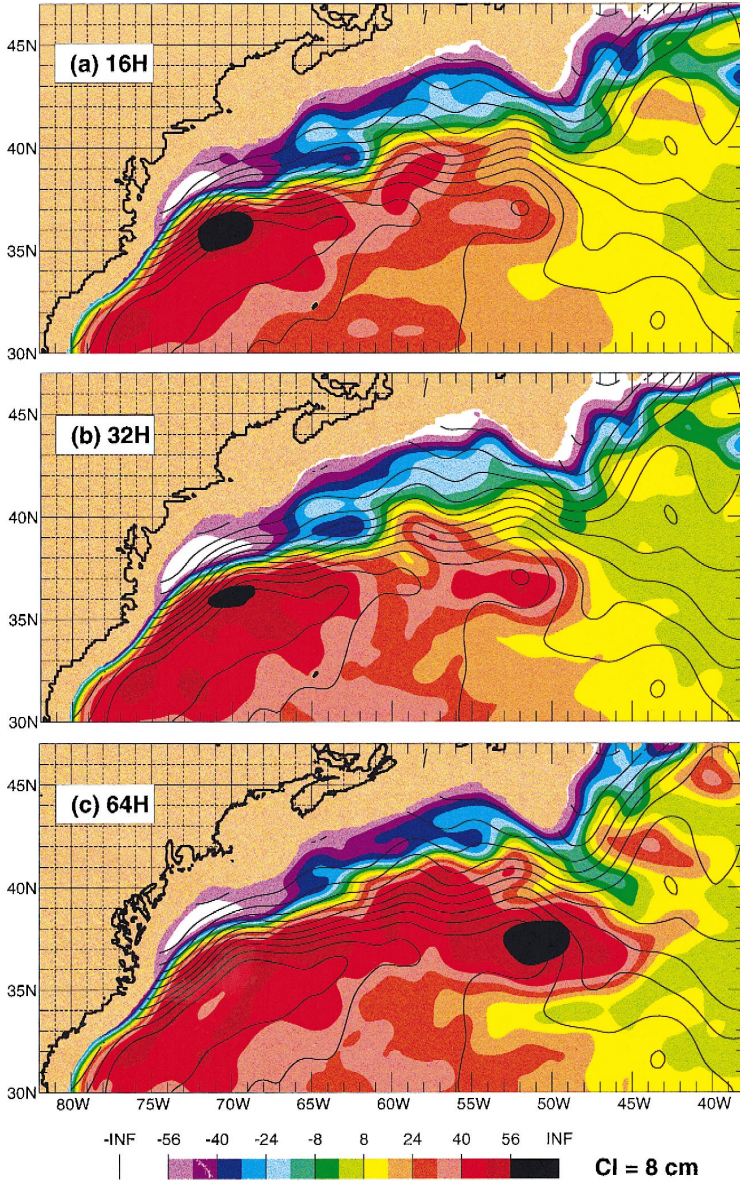 45N
(a) 16H
40N
35N
30N
45N
(b) 32H
40N
35N
30N
45N
(c) 64H
40N
35N
30N
80W 75W 70W 65W 60W 55W 50W 45W 40W
-INF -56 -40 -24 -8 8 24 40 56 INF
CI = 8 cm